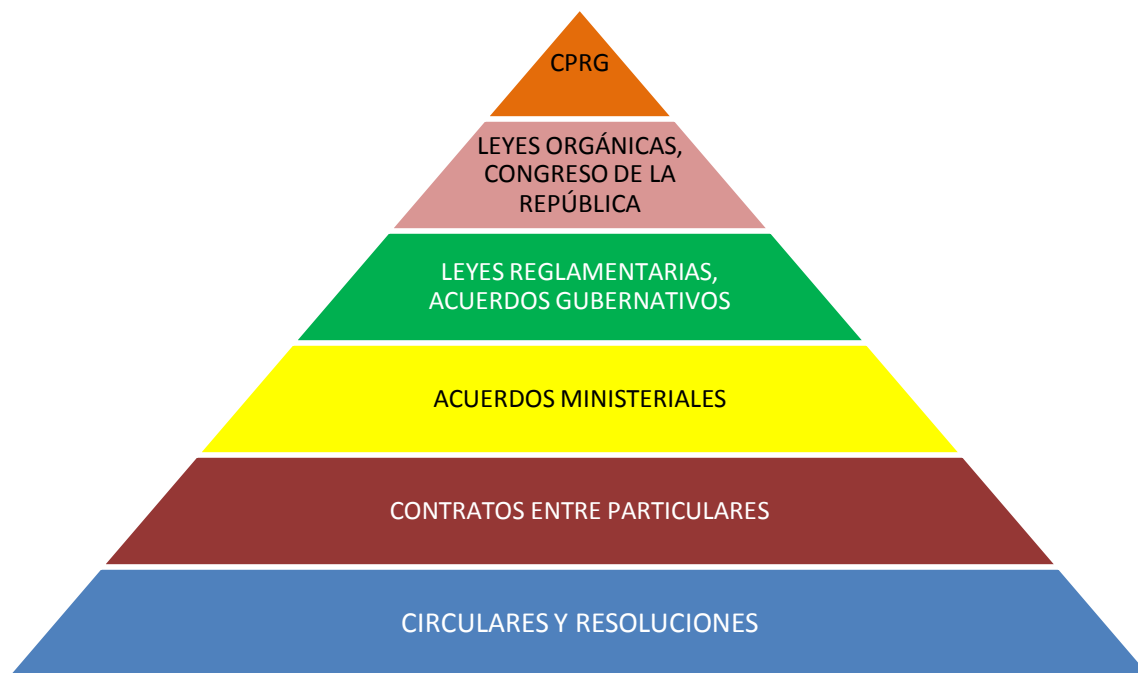 CPRG
LEYES ORGÁNICAS,
CONGRESO DE LA
REPÚBLICA
LEYES REGLAMENTARIAS,
ACUERDOS GUBERNATIVOS
ACUERDOS MINISTERIALES
CONTRATOS ENTRE PARTICULARES
CIRCULARES Y RESOLUCIONES